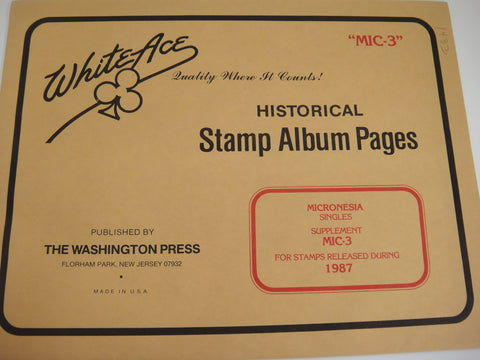 White-Ace
"MIC-3"
Quality Where It Counts!
HISTORICAL
Stamp Album Pages
MICRONESIA
SINGLES
SUPPLEMENT
MIC-3
FOR STAMPS RELEASED DURING
1987
PUBLISHED BY
THE WASHINGTON PRESS
FLORHAM PARK, NEW JERSEY 07932
MADE IN U.S.A.